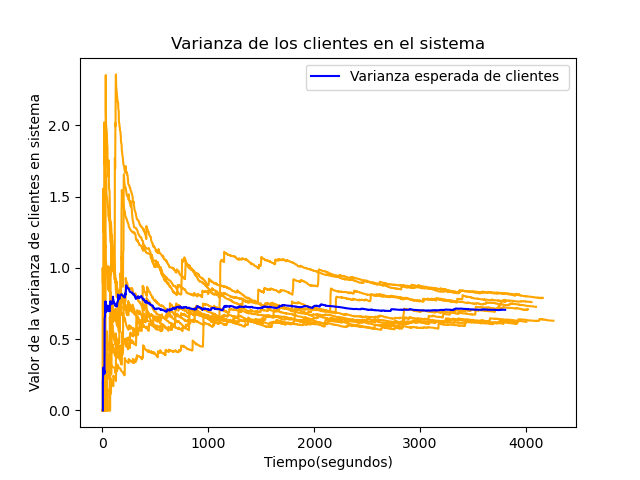 Varianza de los clientes en el sistema
Varianza esperada de clientes
Valor de la varianza de clientes en sistema
2.0
1.5
1.0
0.5
0.0
0
1000
2000
3000
4000
Tiempo(segundos)